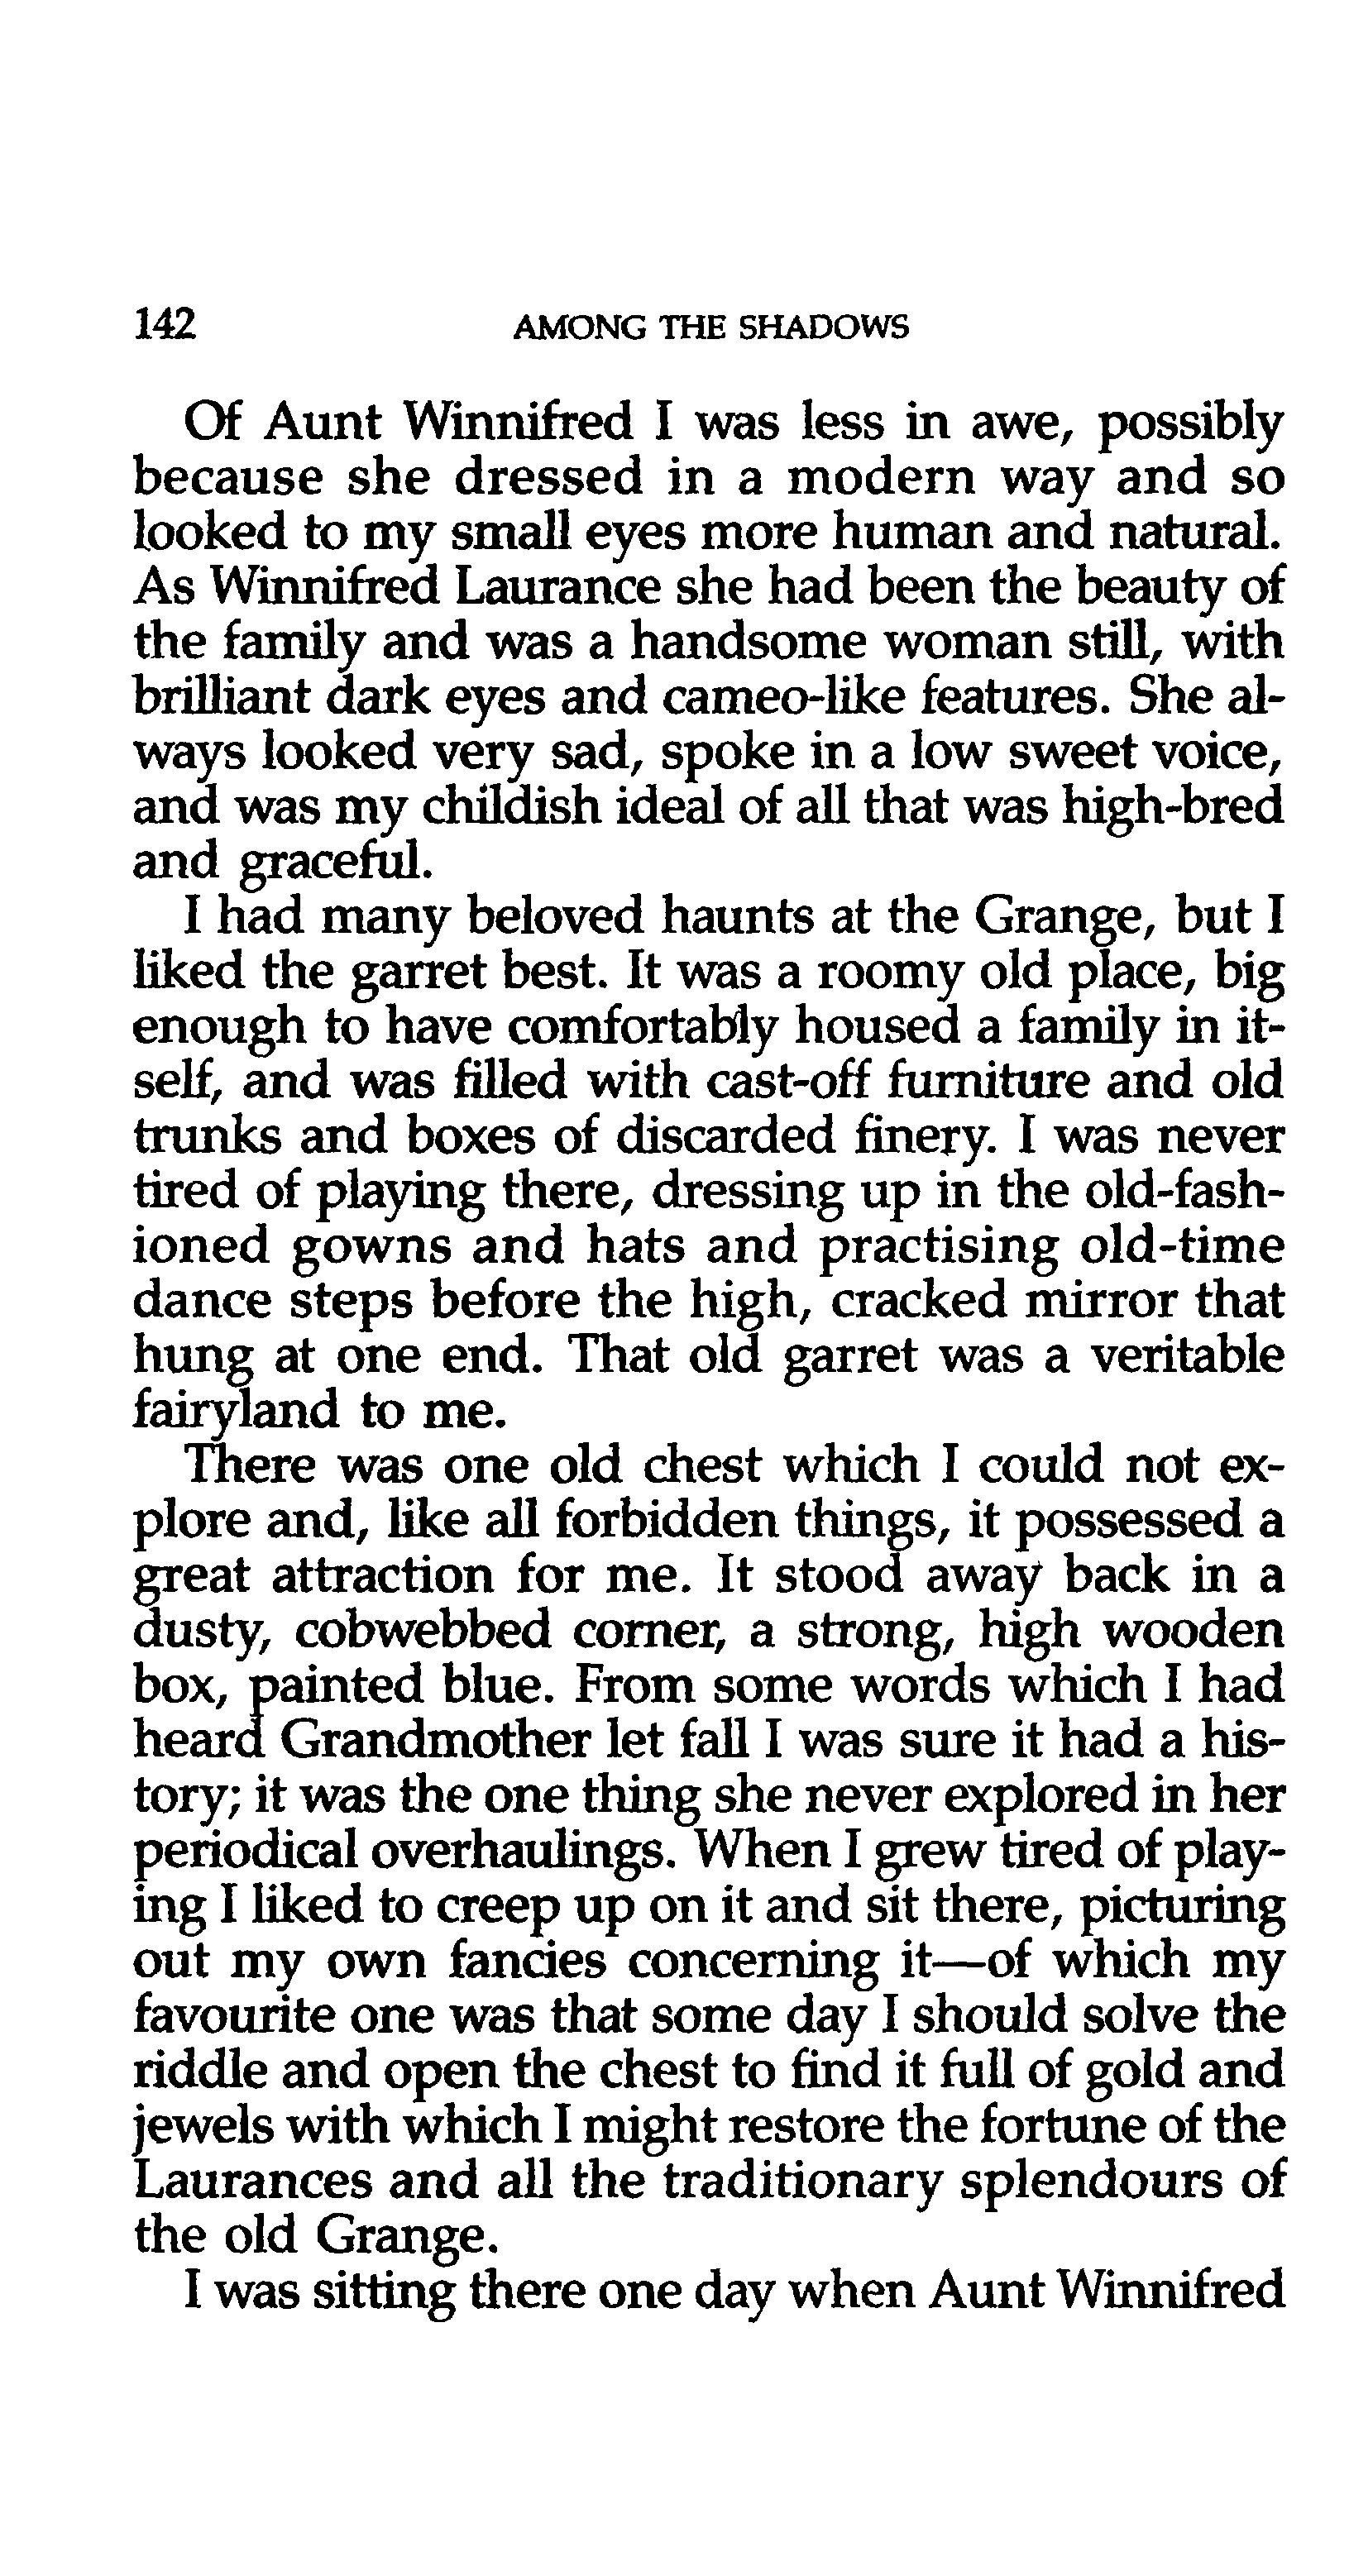 142 AMONG THE SHADOWS
Of Aunt Winnifred I was less in awe, possibly
because she dressed in a modern way and so
looked to my small eyes more human and natural.
As Winnifred Laurance she had been the beauty of
the family and was a handsome woman still, with
brilliant dark eyes and cameo-like features. She al-
ways looked very sad, spoke in a low sweet voice,
and was my childish ideal of all that was high-bred
and graceful.
I had many beloved haunts at the Grange, but I
liked the garret best. It was a roomy old place, big
enough to have comfortably housed a family in it-
self, and was filled with cast-off furniture and old
trunks and boxes of discarded finery. I was never
tired of playing there, dressing up in the old-fash-
ioned gowns and hats and practising old-time
dance steps before the high, cracked mirror that
hung at one end. That old garret was a veritable
fairyland to me.
There was one old chest which I could not ex-
plore and, like all forbidden things, it possessed a
great attraction for me. It stood away back in a
dusty, cobwebbed corner, a strong, high wooden
box, painted blue. From some words which I had
heard Grandmother let fall I was sure it had a his-
tory; it was the one thing she never explored in her
periodical overhaulings. When I grew tired of play-
ing I liked to creep up on it and sit there, picturing
out my own fancies concerning it—of which my
favourite one was that some day I should solve the
riddle and open the chest to find it full of gold and
jewels with which I might restore the fortune of the
Laurances and all the traditionary splendours of
the old Grange.
I was sitting there one day when Aunt Winnifred